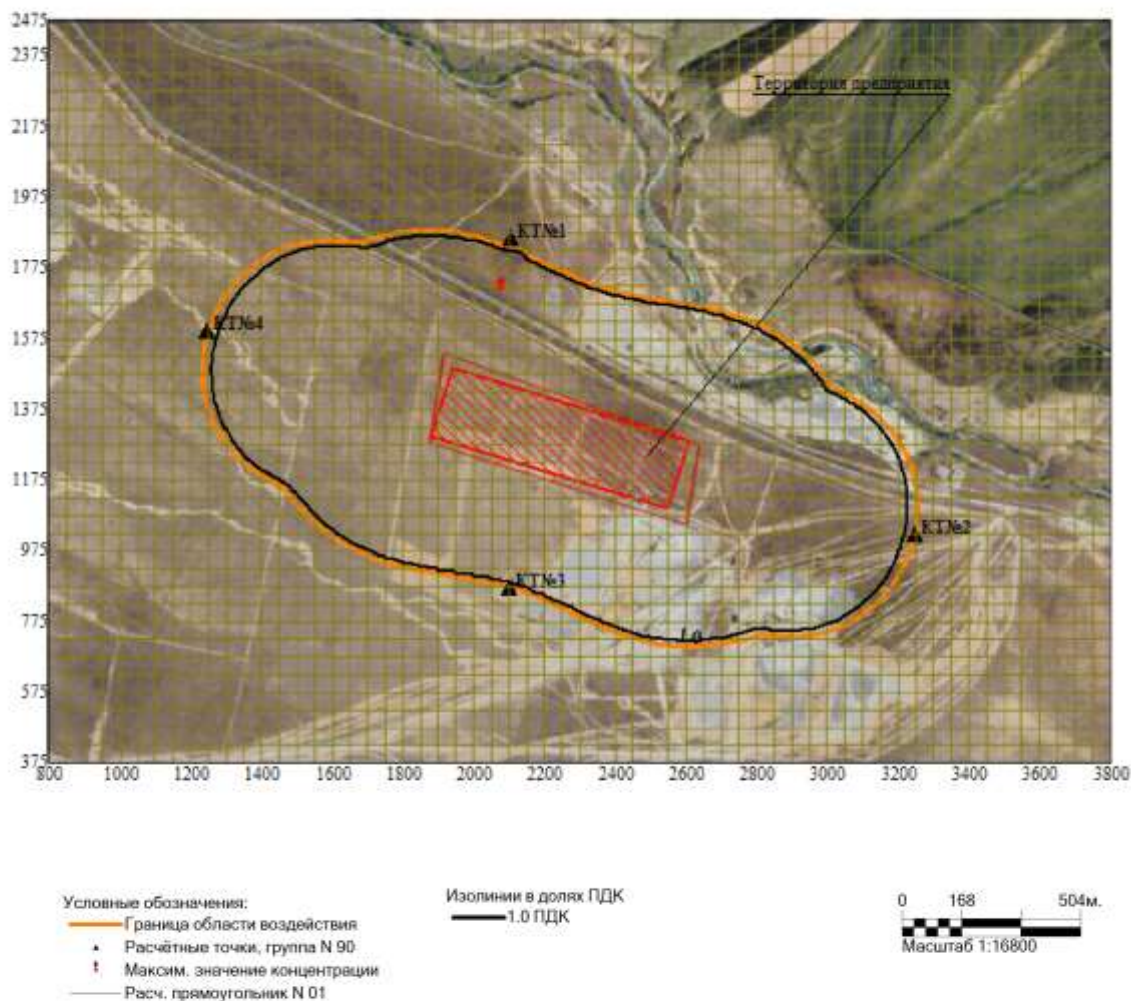 2475
2375
Территория предприятия
2175
1975
КТ№1
1775
КТ№4
1575
1375
1175
КТ№2
975
КТ№3
775
1.0
575
375
800 1000 1200 1400 1600 1800 2000 2200 2400 2600 2800 3000 3200 3400 3600 3800
Условные обозначения:
Граница области воздействия
Расчётные точки, группа N 90
Максим. значение концентрации
Расч. прямоугольник N 01
Изолинии в долях ПДК
1.0 ПДК
0 168 504м.
Масштаб 1:16800